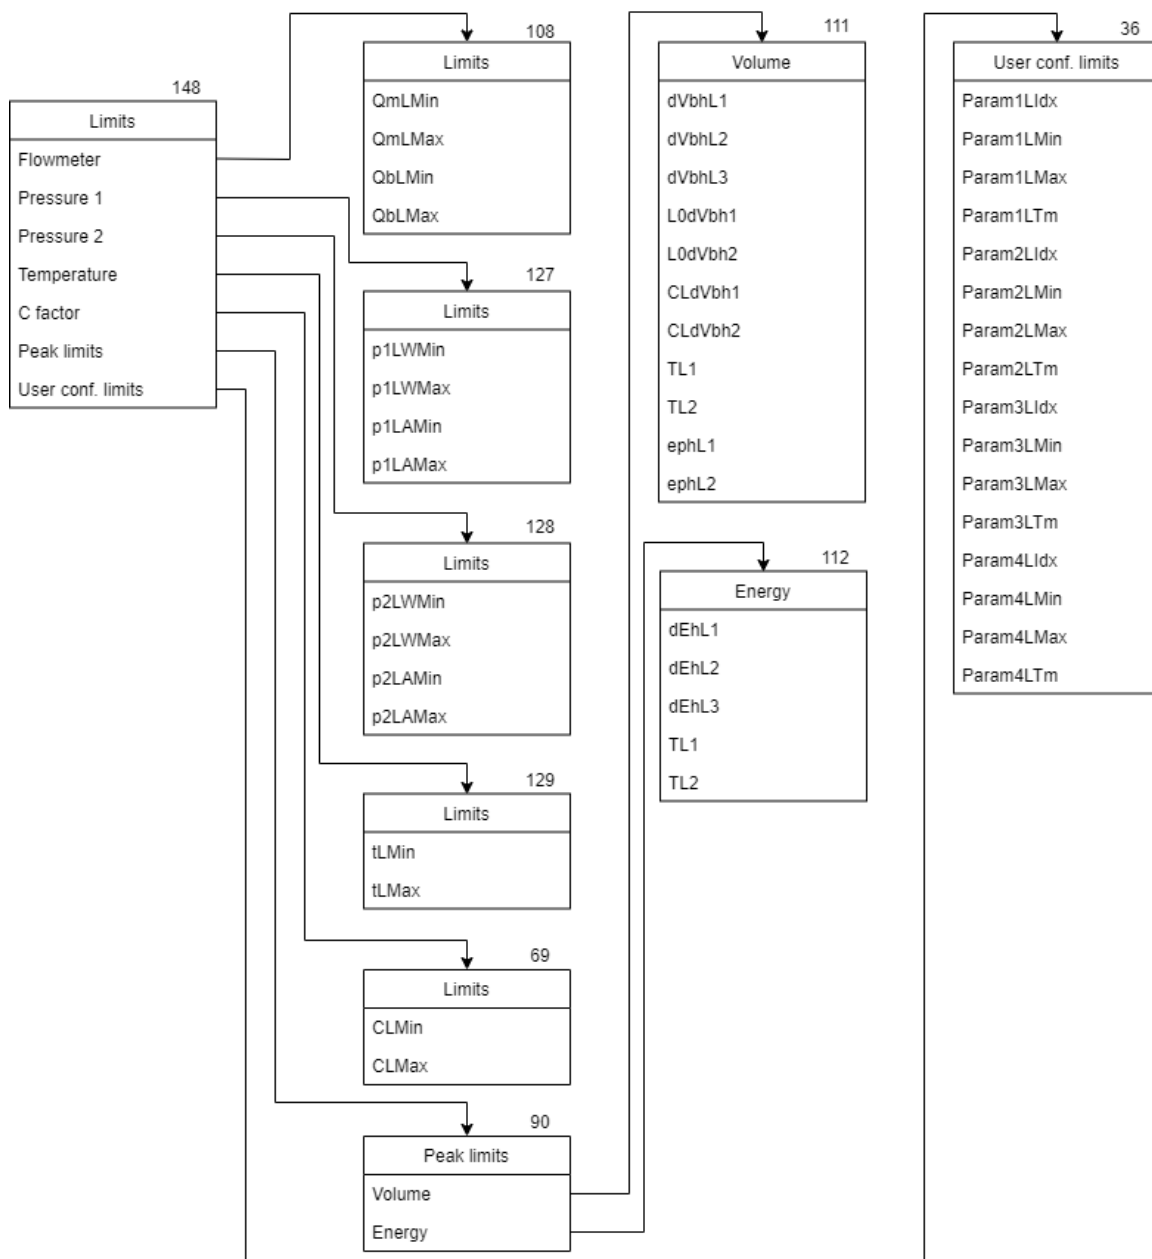 148
Limits
Flowmeter
Pressure 1
Pressure 2
Temperature
C factor
Peak limits
User conf. limits
108
Limits
QmLMin
QmLMax
QbLMin
QbLMax
127
Limits
p1LWMin
p1LWMax
p1LAMin
p1LAMax
128
Limits
p2LWMin
p2LWMax
p2LAMin
p2LAMax
129
Limits
tLMin
tLMax
69
Limits
CLMin
CLMax
90
Peak limits
Volume
Energy
111
Volume
dVbhL1
dVbhL2
dVbhL3
L0dVbh1
L0dVbh2
CLdVbh1
CLdVbh2
TL1
TL2
ephL1
ephL2
112
Energy
dEhL1
dEhL2
dEhL3
TL1
TL2
36
User conf. limits
Param1LIdx
Param1LMin
Param1LMax
Param1LTm
Param2LIdx
Param2LMin
Param2LMax
Param2LTm
Param3LIdx
Param3LMin
Param3LMax
Param3LTm
Param4LIdx
Param4LMin
Param4LMax
Param4LTm